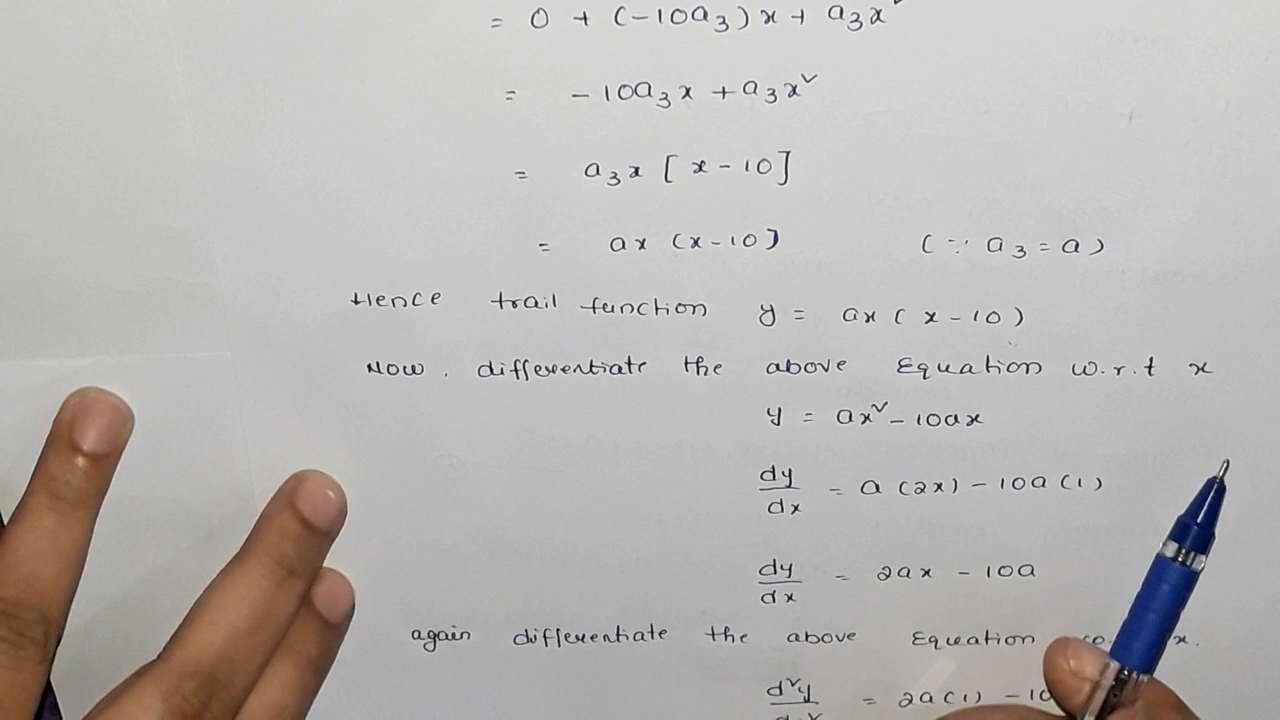 = 0 + (-10a₃)x + a₃x²
= -10a₃x + a₃x²
= a₃x [x-10]
= ax (x-10) (∵ a₃ = a)
Hence trail function y = ax(x-10)
Now, differentiate the above Equation w.r.t x
y = ax² - 10ax
dy/dx = a(2x) - 10a(1)
dy/dx = 2ax - 10a
again differentiate the above Equation x.
d²y = 2a(1) - 10